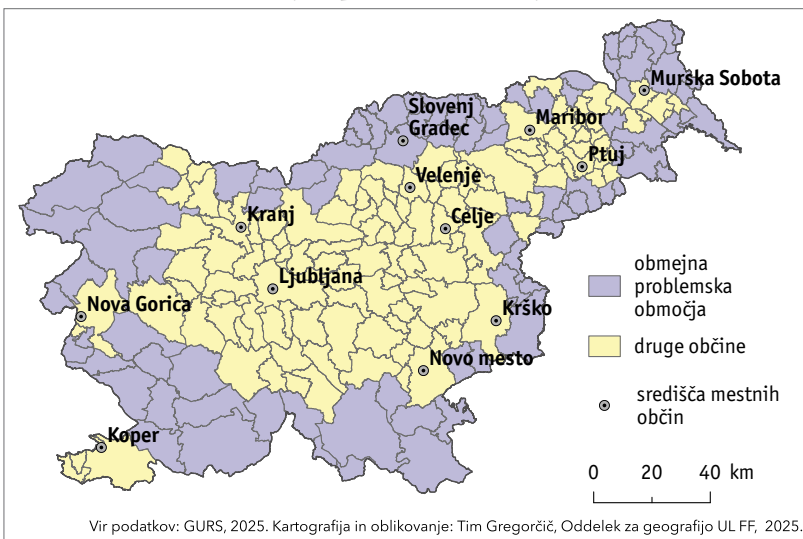 Murska Sobota
Slovenj
Gradec
Maribor
Ptuj
Velenje
Kranj
Celje
Ljubljana
Nova Gorica
Krško
Novo mesto
Koper
obmejna
problemska
območja
druge občine
središča mestnih
občin
0 20 40 km
Vir podatkov: GURS, 2025. Kartografija in oblikovanje: Tim Gregorčič, Oddelek za geografijo UL FF, 2025.